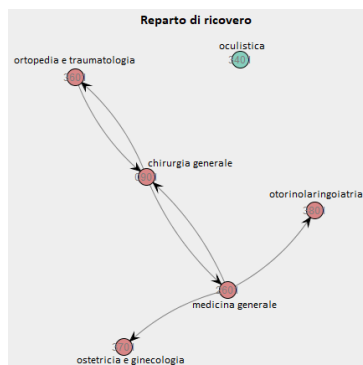 Reparto di ricovero
oculistica
ortopedia e traumatologia
chirurgia generale
otorinolaringoiatria
medicina generale
ostetricia e ginecologia